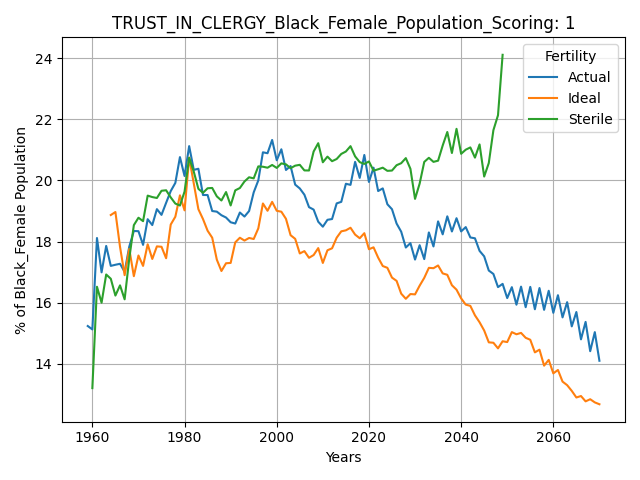 TRUST_IN_CLERGY_Black_Female_Population_Scoring: 1
% of Black_Female Population
24
22
20
18
16
14
Fertility
Actual
Ideal
Sterile
1960
1980
2000
2020
2040
2060
Years